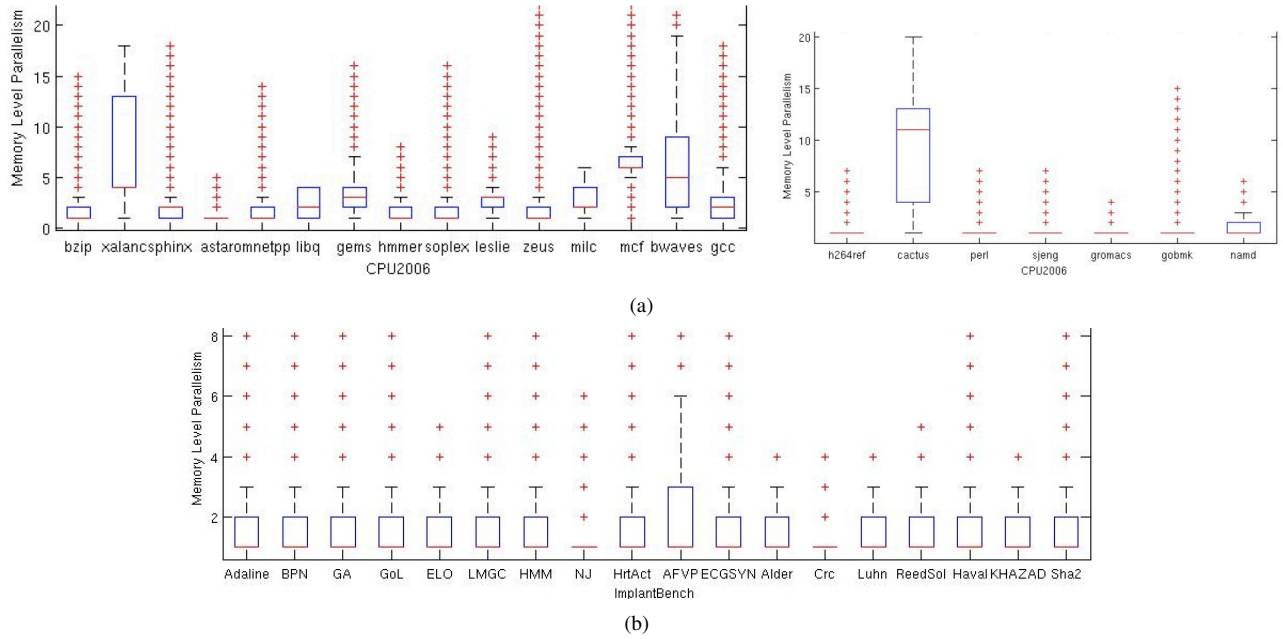 Memory Level Parallelism
20
15
10
5
0
bzip xalanc sphinx astar omnetpp libq gems hmmer soplex leslie zeus milc mcf bwaves gcc
CPU2006
Memory Level Parallelism
20
15
10
5
h264ref cactus perl sjeng gromacs gobmk namd
CPU2006
(a)
Memory Level Parallelism
8
6
4
2
Adaline BPN GA GoL ELO LMGC HMM NJ HrtAct AFVP ECGSYN Alder Crc Luhn ReedSol Haval KHAZAD Sha2
ImplantBench
(b)